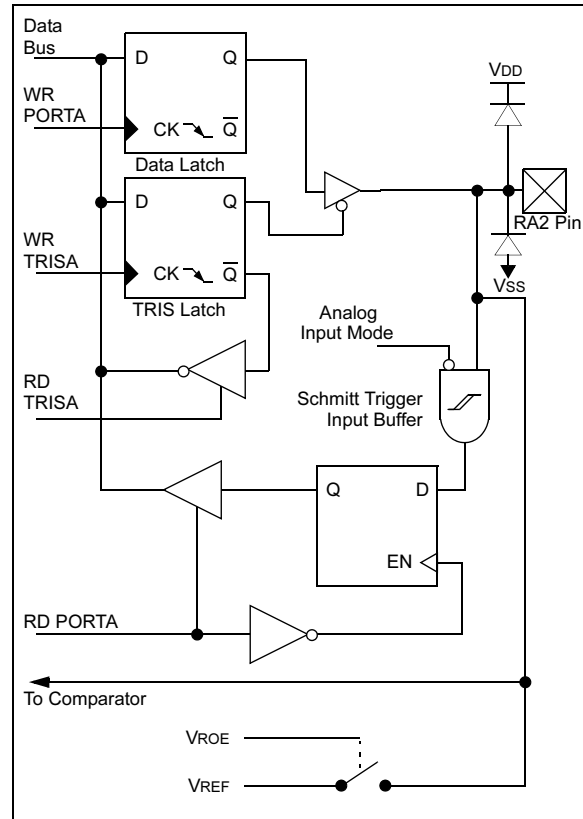 Data
Bus
D
Q
VDD
WR
PORTA
CK
Q
Data Latch
D
Q
RA2 Pin
WR
TRISA
CK
Q
VSS
TRIS Latch
Analog
Input Mode
RD
TRISA
Schmitt Trigger
Input Buffer
Q
D
EN
RD PORTA
To Comparator
VROE
VREF